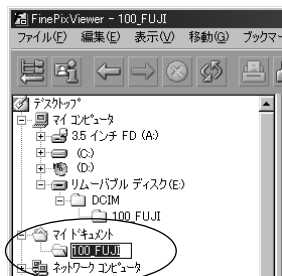 FinePixViewer - 100_FUJI
ファイル(F) 編集(E) 表示(V) 移動(G) ブックマー
デスクトップ
マイ コンピュータ
3.5 インチ FD (A:)
(C:)
(D:)
リムーバブル ディスク(E:)
DCIM
100_FUJI
マイ ドキュメント
100_FUJI
ネットワーク コンピュータ